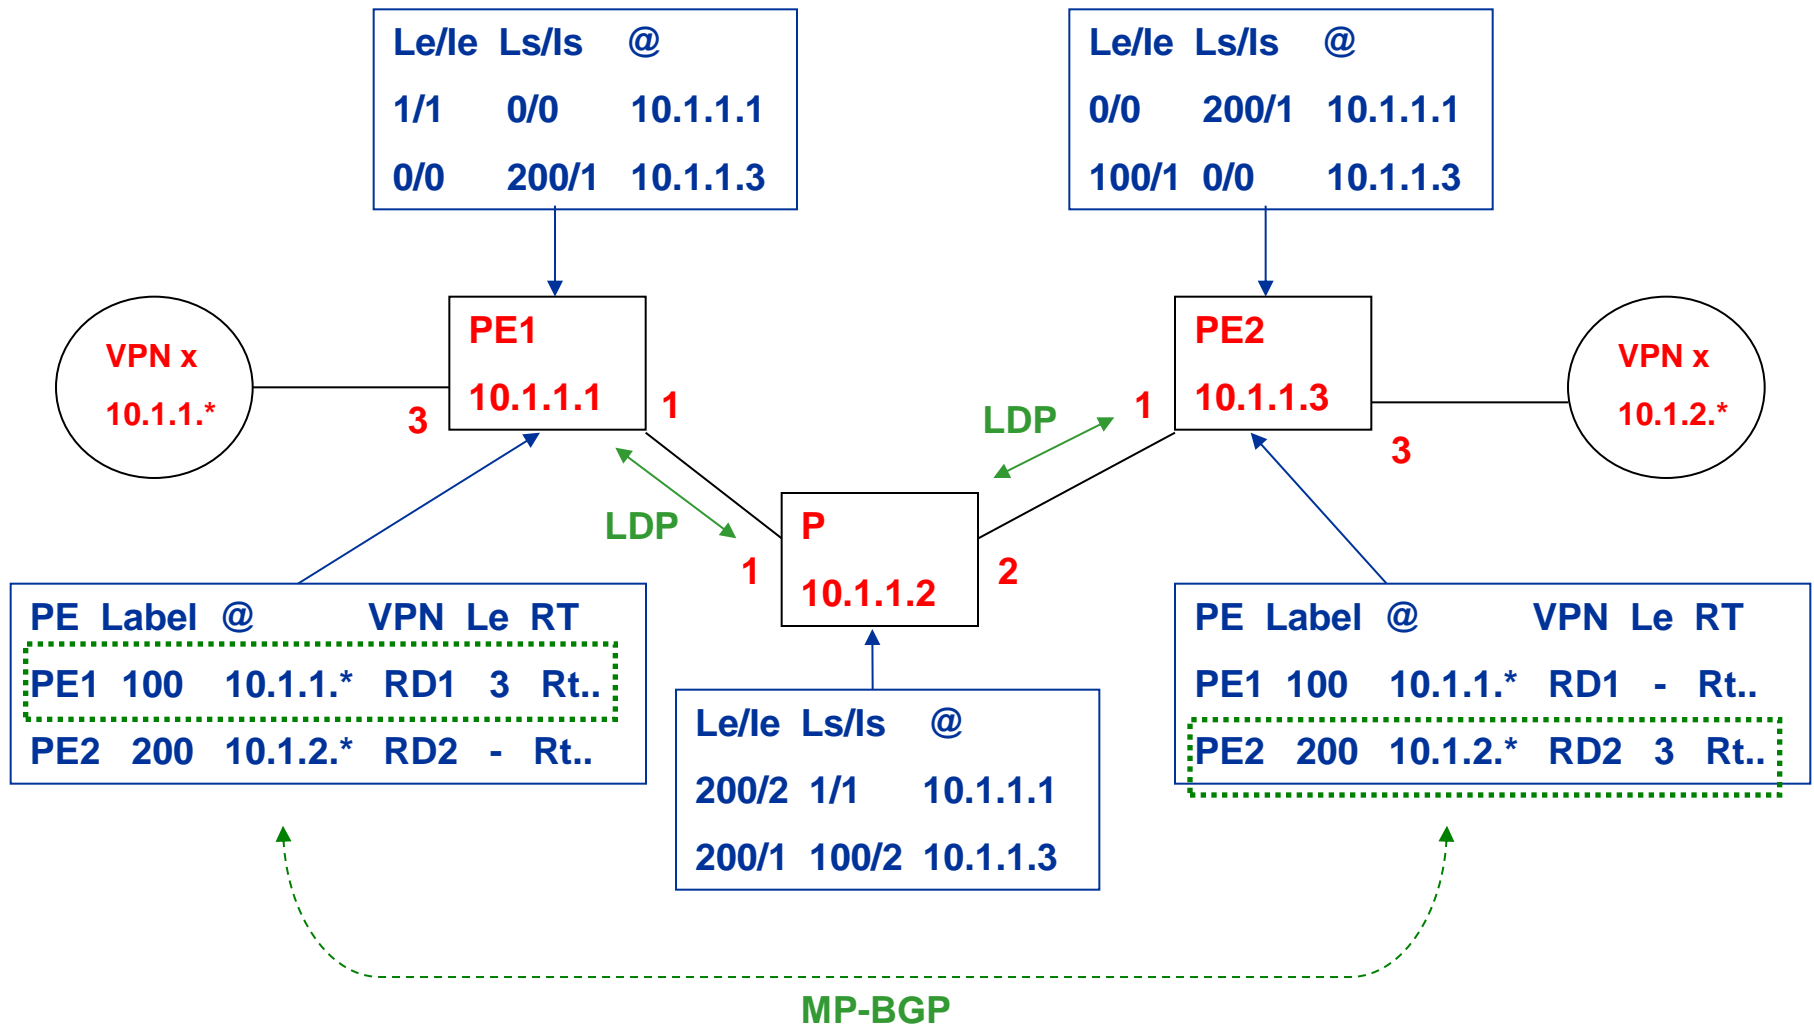 Le/Ie Ls/Is @
1/1 0/0 10.1.1.1
0/0 200/1 10.1.1.3
Le/Ie Ls/Is @
0/0 200/1 10.1.1.1
100/1 0/0 10.1.1.3
VPN x
10.1.1.*
3
PE1
10.1.1.1
1
LDP
LDP
1
PE2
10.1.1.3
3
VPN x
10.1.2.*
1
P
10.1.1.2
2
PE Label @ VPN Le RT
PE1 100 10.1.1.* RD1 3 Rt..
PE2 200 10.1.2.* RD2 - Rt..
Le/Ie Ls/Is @
200/2 1/1 10.1.1.1
200/1 100/2 10.1.1.3
PE Label @ VPN Le RT
PE1 100 10.1.1.* RD1 - Rt..
PE2 200 10.1.2.* RD2 3 Rt..
MP-BGP